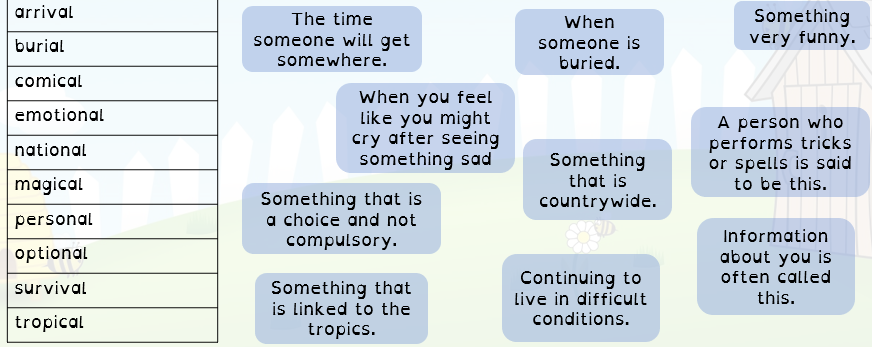 arrival
burial
comical
emotional
national
magical
personal
optional
survival
tropical
The time
someone will get
somewhere.
When
someone is
buried.
Something
very funny.
When you feel
like you might
cry after seeing
something sad
Something
that is
countrywide.
A person who
performs tricks
or spells is said
to be this.
Something that is
a choice and not
compulsory.
Information
about you is
often called
this.
Something that
is linked to the
tropics.
Continuing to
live in difficult
conditions.